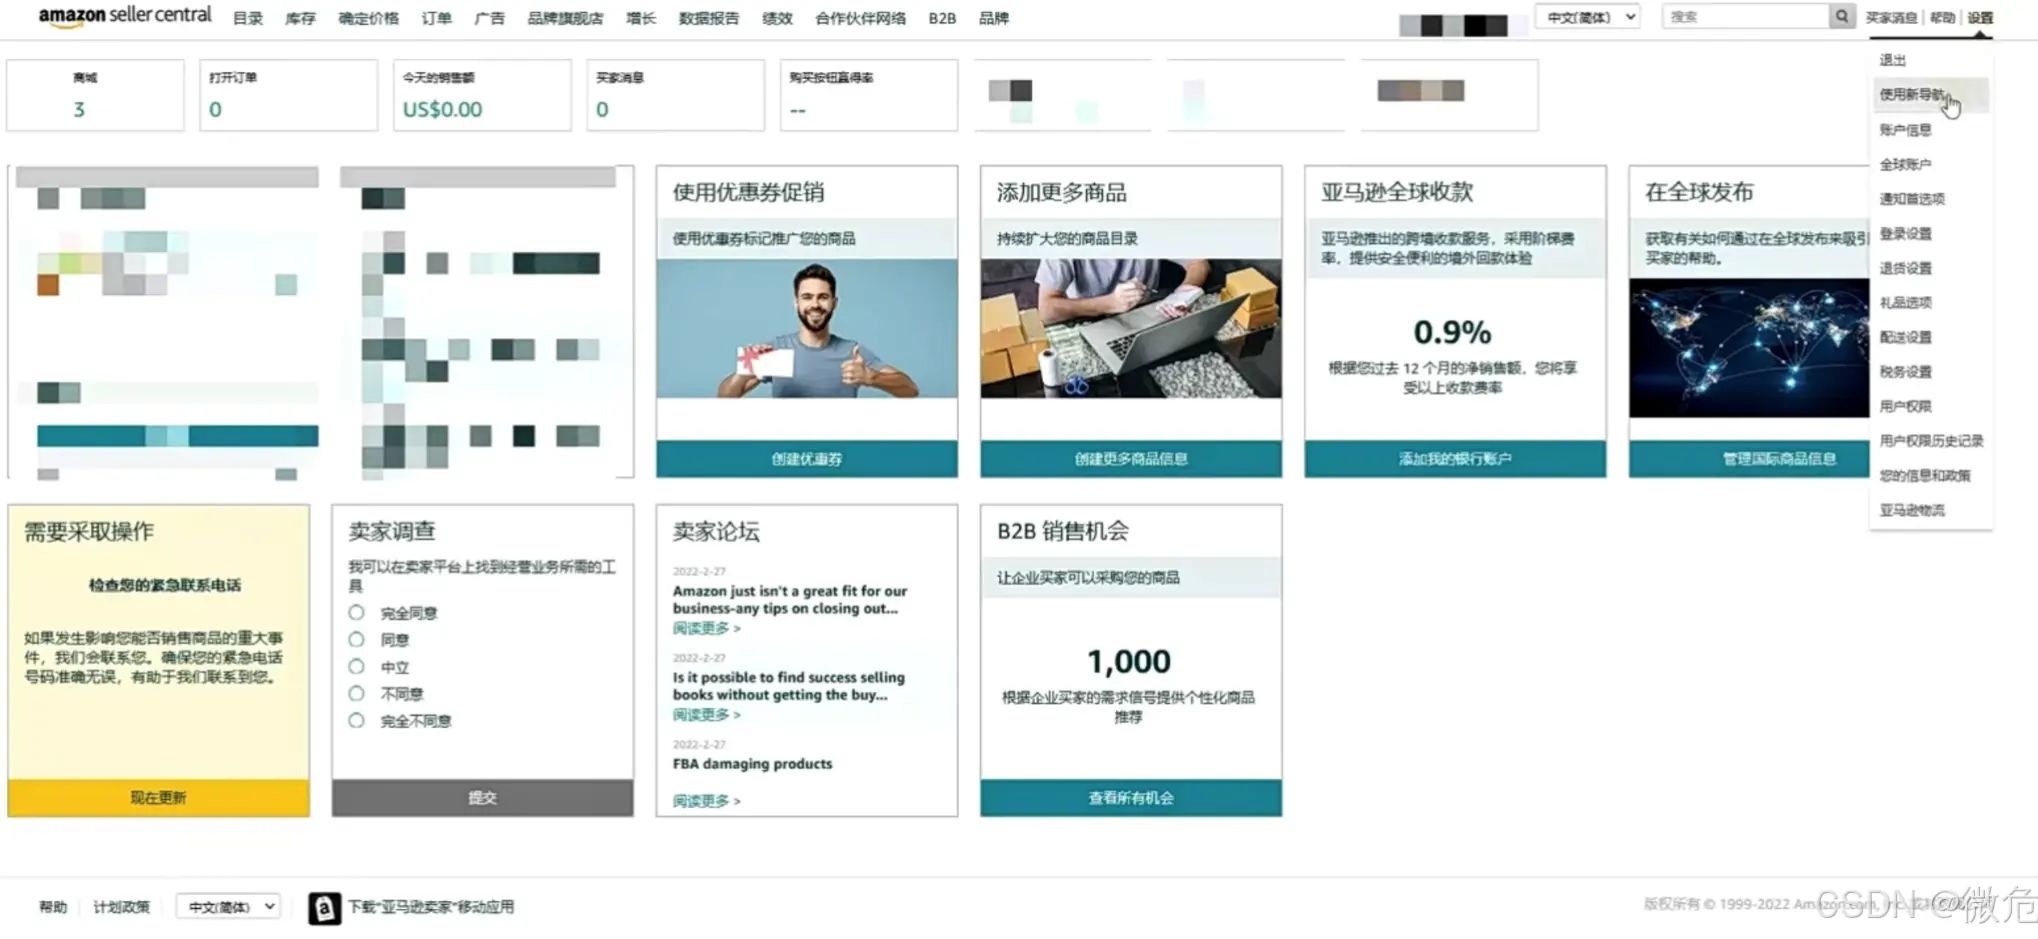 amazon seller central 目录 库存 确定价格 订单 广告 品牌旗舰店 增长 数据报告 绩效 合作伙伴网络 B2B 品牌 中文(简体) 搜索 买家消息 帮助 设置
商城
3
打开订单
0
今天的销售额
US$0.00
买家消息
0
购买按钮赢得率
--
退出
使用新导航
账户信息
全球账户
通知首选项
登录设置
退货设置
礼品选项
配送设置
税务设置
用户权限
用户权限历史记录
您的信息和政策
亚马逊物流
使用优惠券促销
使用优惠券标记推广您的商品
创建优惠券
添加更多商品
持续扩大您的商品目录
创建更多商品信息
亚马逊全球收款
亚马逊推出的跨境收款服务，采用阶梯费
率，提供安全便利的境外回款体验
0.9%
根据您过去 12 个月的净销售额，您将享
受以上收款费率
添加我的银行账户
在全球发布
获取有关如何通过在全球发布来吸引
买家的帮助。
管理国际商品信息
需要采取操作
检查您的紧急联系电话
如果发生影响您能否销售商品的重大事
件，我们会联系您。确保您的紧急电话
号码准确无误，有助于我们联系到您。
现在更新
卖家调查
我可以在卖家平台上找到经营业务所需的工
具
完全同意
同意
中立
不同意
完全不同意
提交
卖家论坛
2022-2-27
Amazon just isn't a great fit for our
business-any tips on closing out...
阅读更多 >
2022-2-27
Is it possible to find success selling
books without getting the buy...
阅读更多 >
2022-2-27
FBA damaging products
阅读更多 >
B2B 销售机会
让企业买家可以采购您的商品
1,000
根据企业买家的需求信号提供个性化商品
推荐
查看所有机会
帮助 计划政策 中文(简体) 下载"亚马逊卖家"移动应用
版权所有 © 1999-2022 Amazon.com, Inc.
CSDN @微危